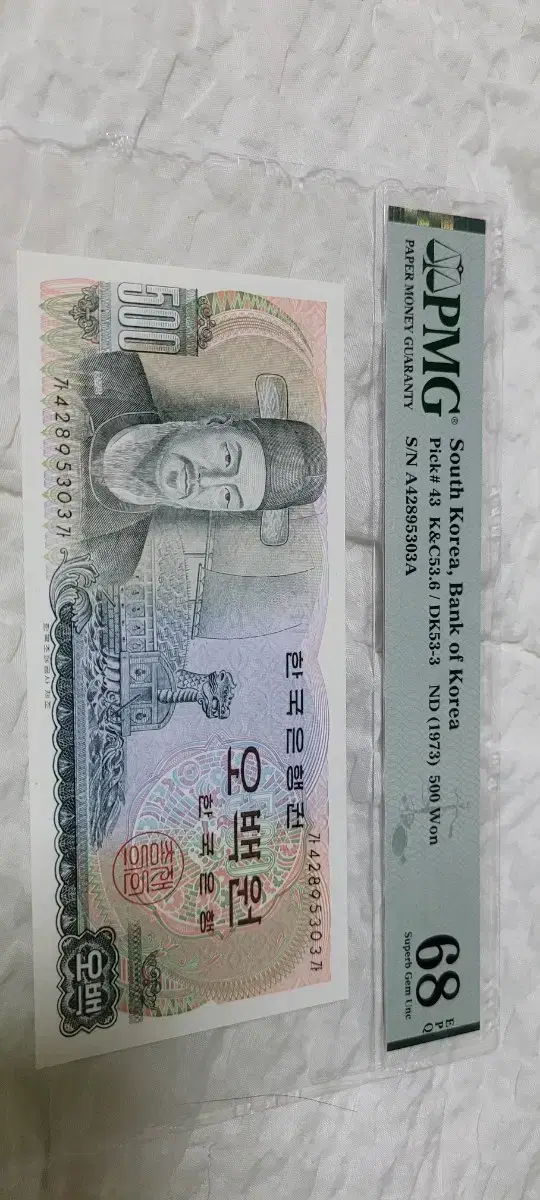 PMG®
PAPER MONEY GUARANTY
South Korea, Bank of Korea
Pick# 43 K&C53.6 / DK53-3 ND (1973) 500 Won
S/N A42895303A
68
EPQ
Superb Gem Unc
한국은행권
가42895303가
500
오백원
한국은행
가42895303가
오백